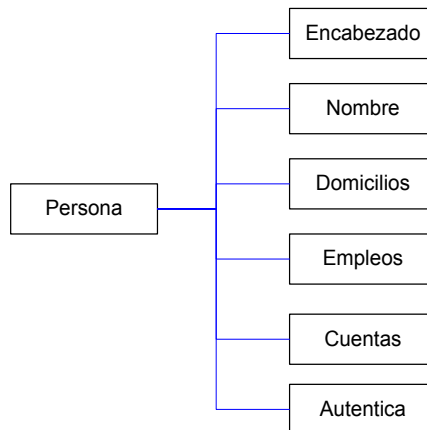 Encabezado
Nombre
Domicilios
Persona
Empleos
Cuentas
Autentica